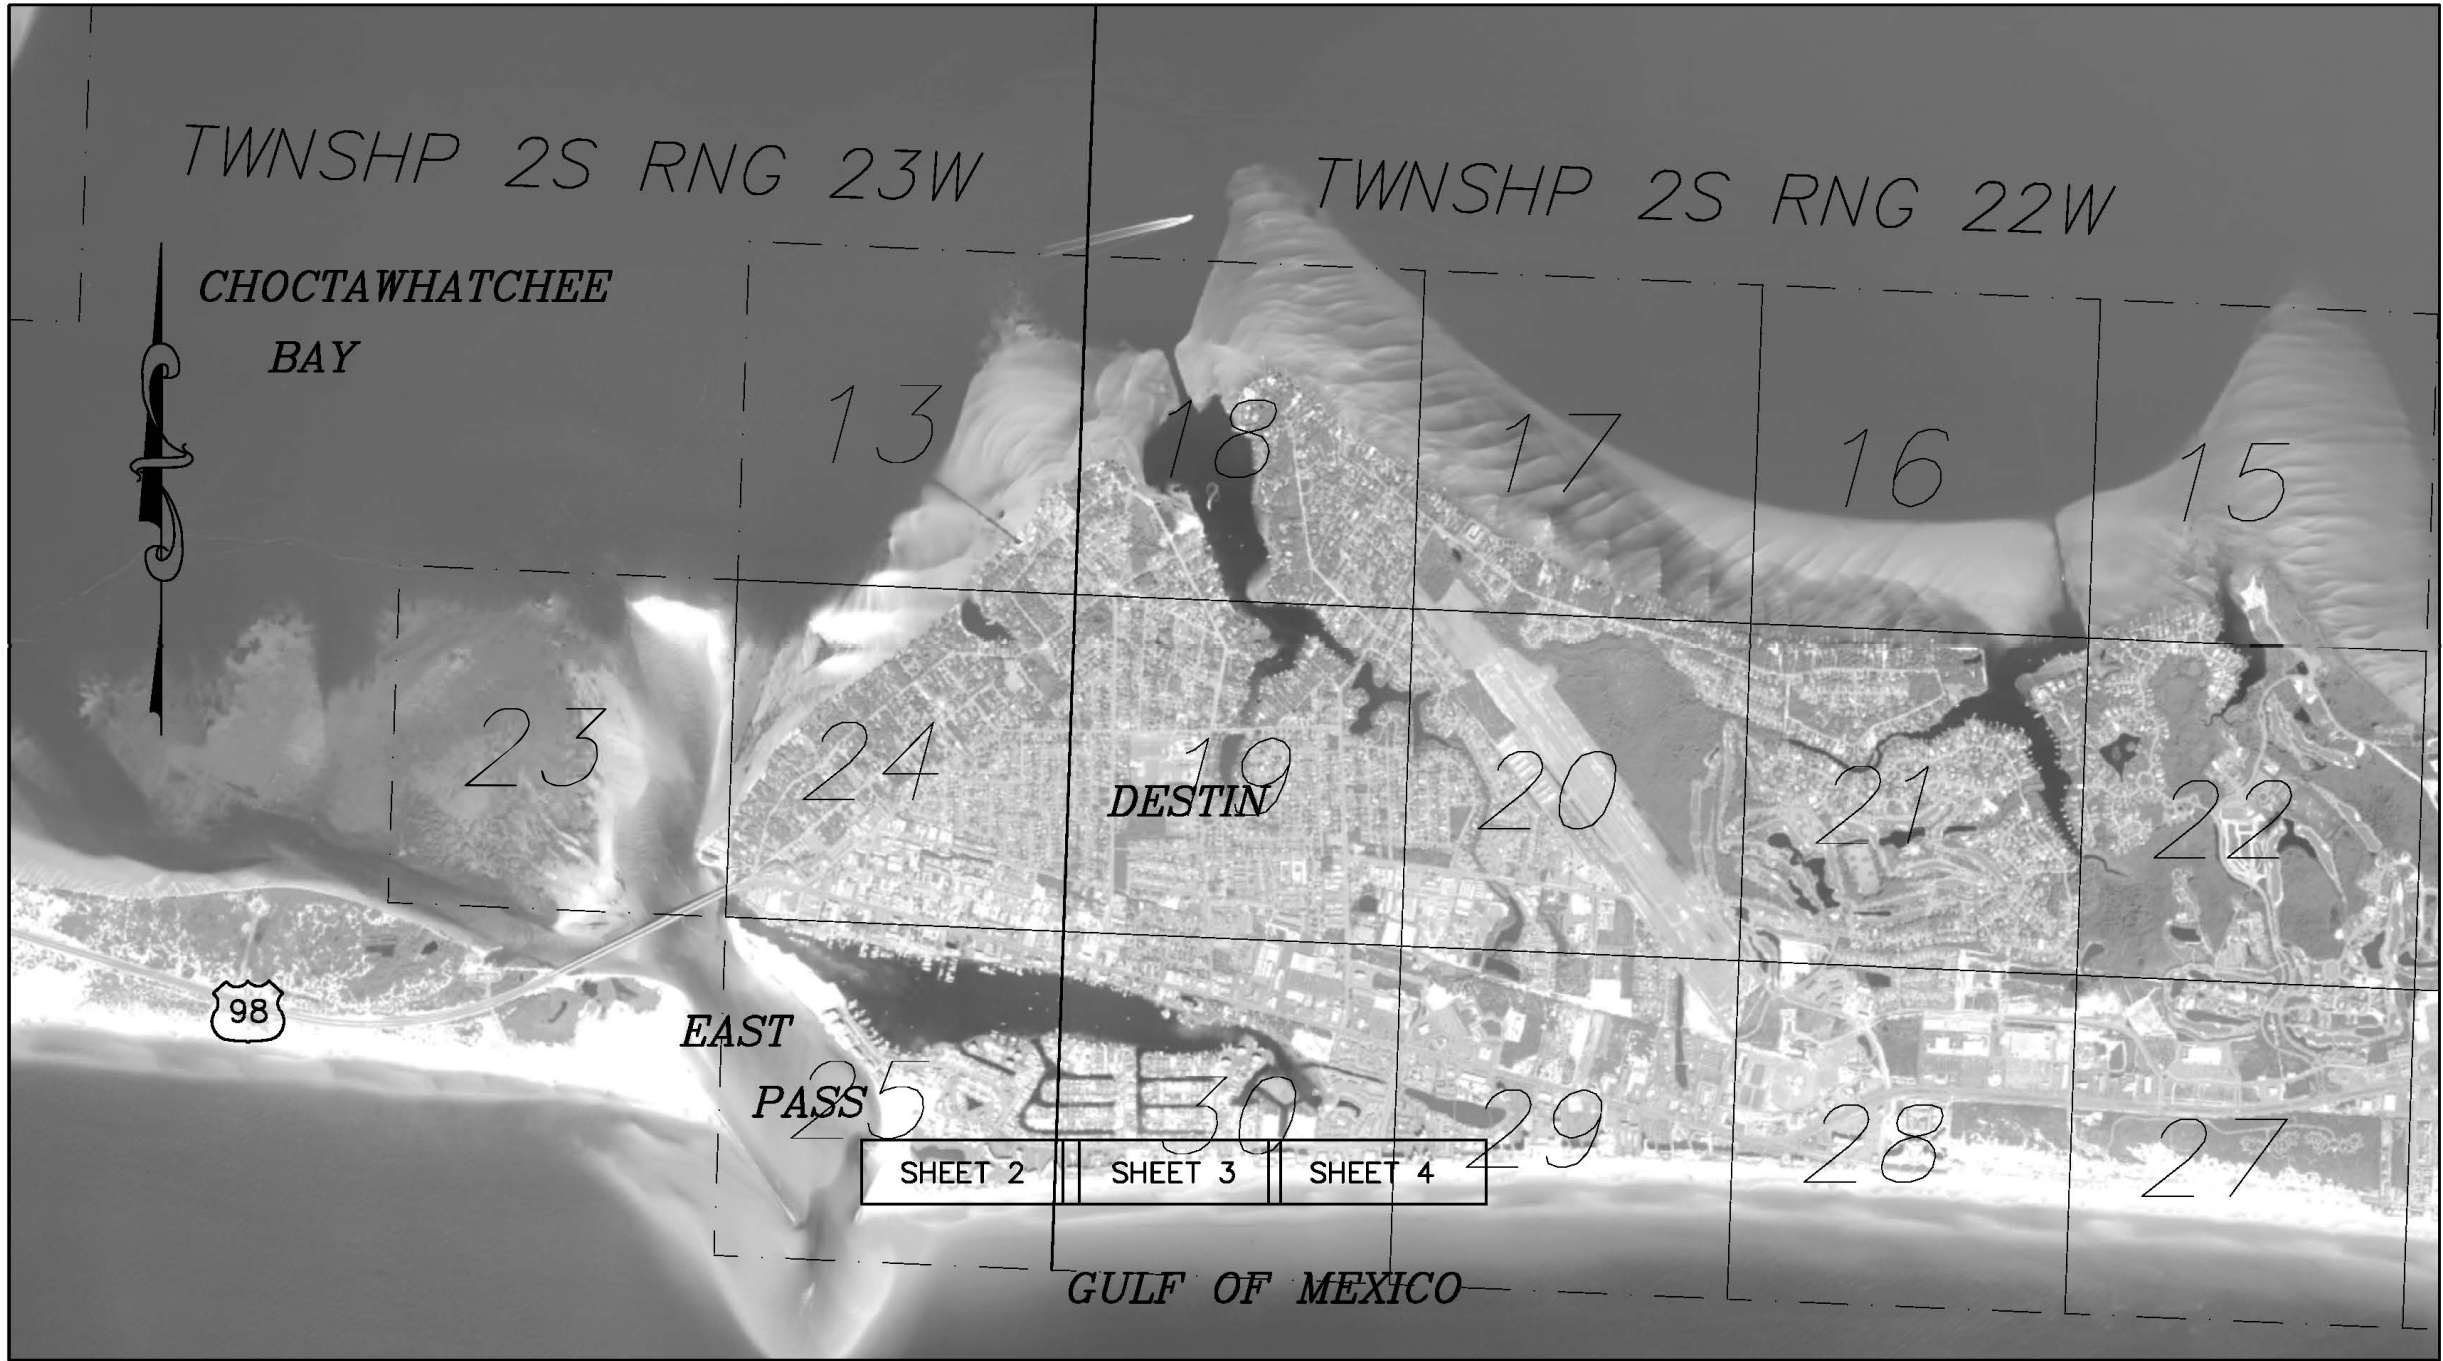 TWNSHP 2S RNG 23W
TWNSHP 2S RNG 22W
CHOCTAWHATCHEE
BAY
13
18
17
16
15
23
24
19
20
21
22
DESTIN
98
EAST
PASS
25
30
29
28
27
SHEET 2
SHEET 3
SHEET 4
GULF OF MEXICO